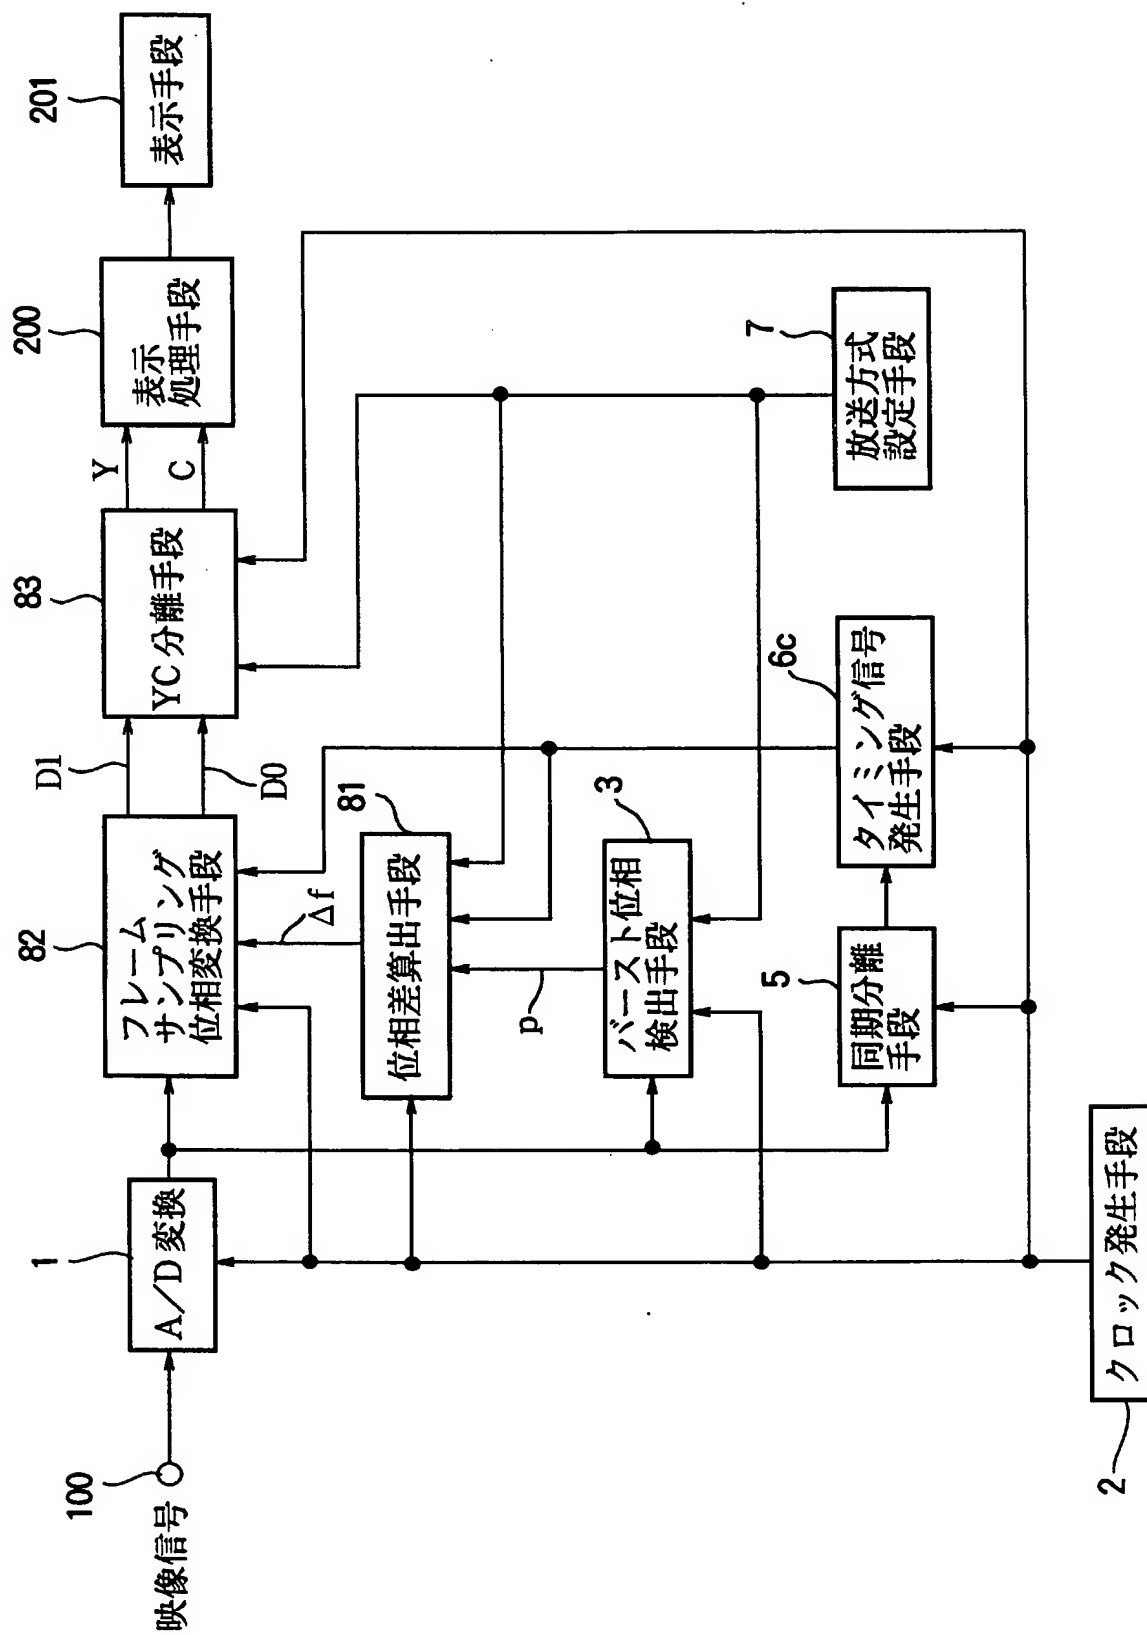 映像信号
100
1
A/D変換
82
フレーム
サンプリング
位相変換手段
D1
D0
83
YC分離手段
Y
C
200
表示
処理手段
201
表示手段
Δf
81
位相差算出手段
p
3
バースト位相
検出手段
5
同期分離
手段
6c
タイミング信号
発生手段
7
放送方式
設定手段
2
クロック発生手段